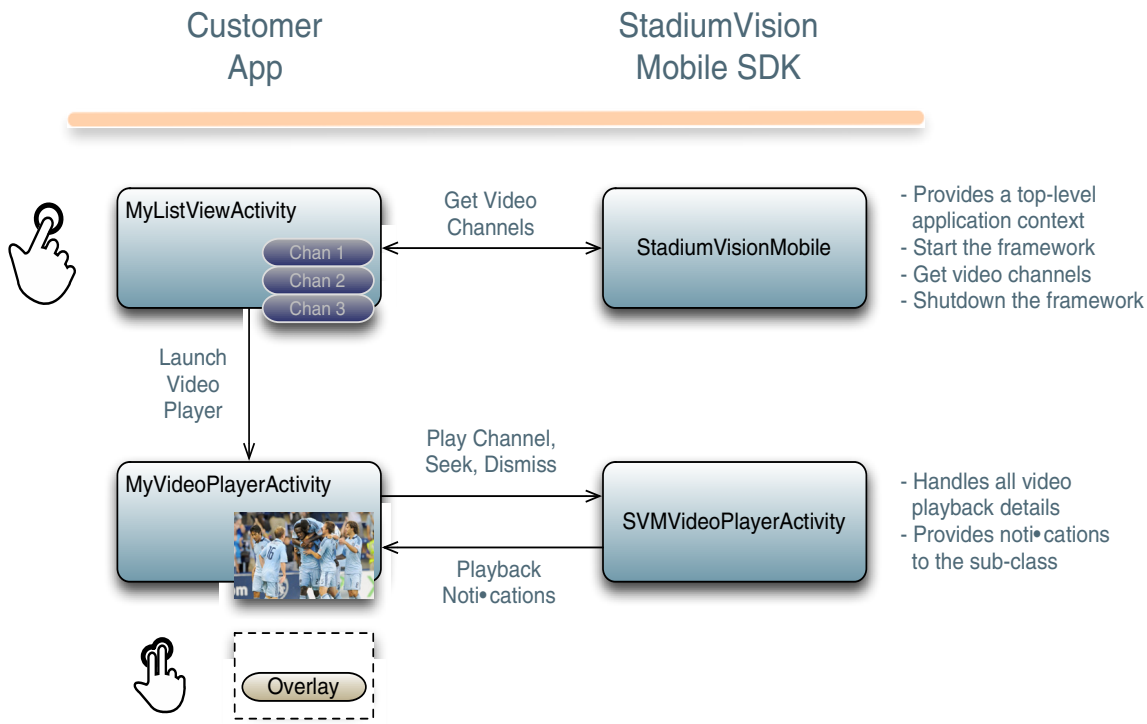 Customer
App
StadiumVision
Mobile SDK
MyListViewActivity
Chan 1
Chan 2
Chan 3
Get Video
Channels
StadiumVisionMobile
- Provides a top-level
application context
- Start the framework
- Get video channels
- Shutdown the framework
Launch
Video
Player
MyVideoPlayerActivity
16
om
Play Channel,
Seek, Dismiss
Playback
Noti•cations
SVMVideoPlayerActivity
- Handles all video
playback details
- Provides noti•cations
to the sub-class
Overlay